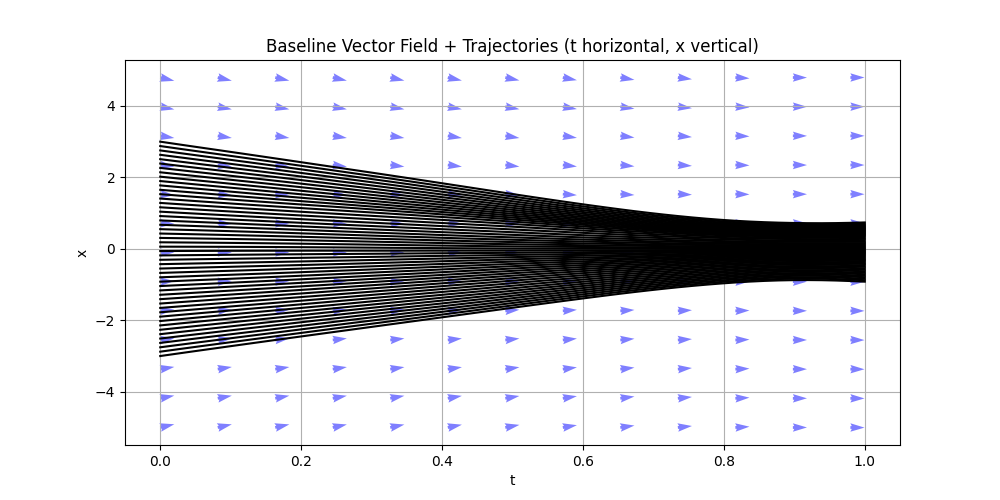 Baseline Vector Field + Trajectories (t horizontal, x vertical)
4
2
0
−2
−4
x
0.0 0.2 0.4 0.6 0.8 1.0
t